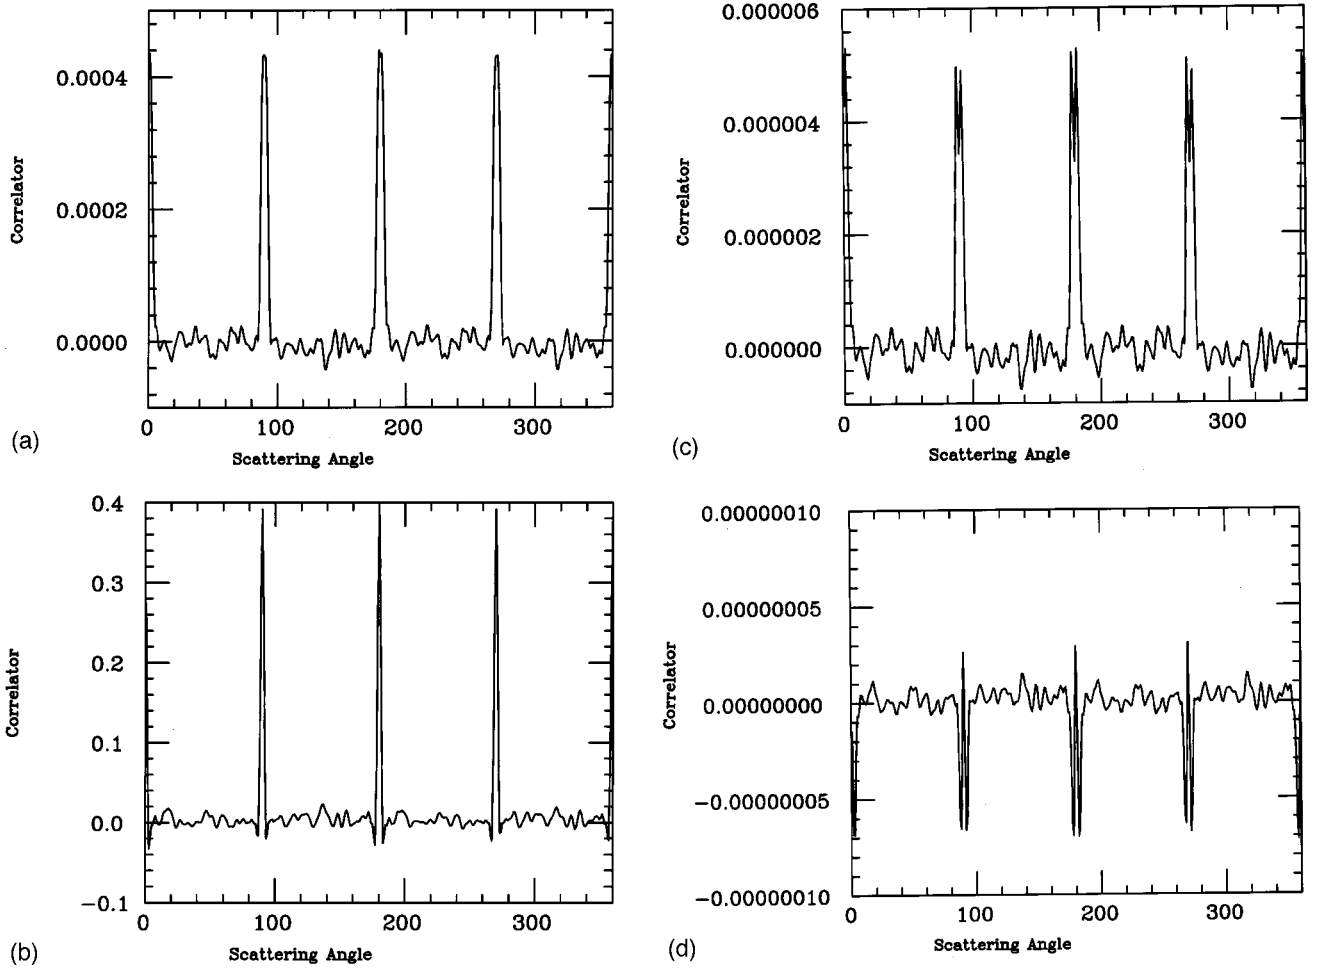 0.0004
0.0002
0.0000
Correlator
0 100 200 300
Scattering Angle
(a)
0.4
0.3
0.2
0.1
0.0
−0.1
Correlator
0 100 200 300
Scattering Angle
(b)
0.000006
0.000004
0.000002
0.000000
Correlator
0 100 200 300
Scattering Angle
(c)
0.00000010
0.00000005
0.00000000
−0.00000005
−0.00000010
Correlator
0 100 200 300
Scattering Angle
(d)